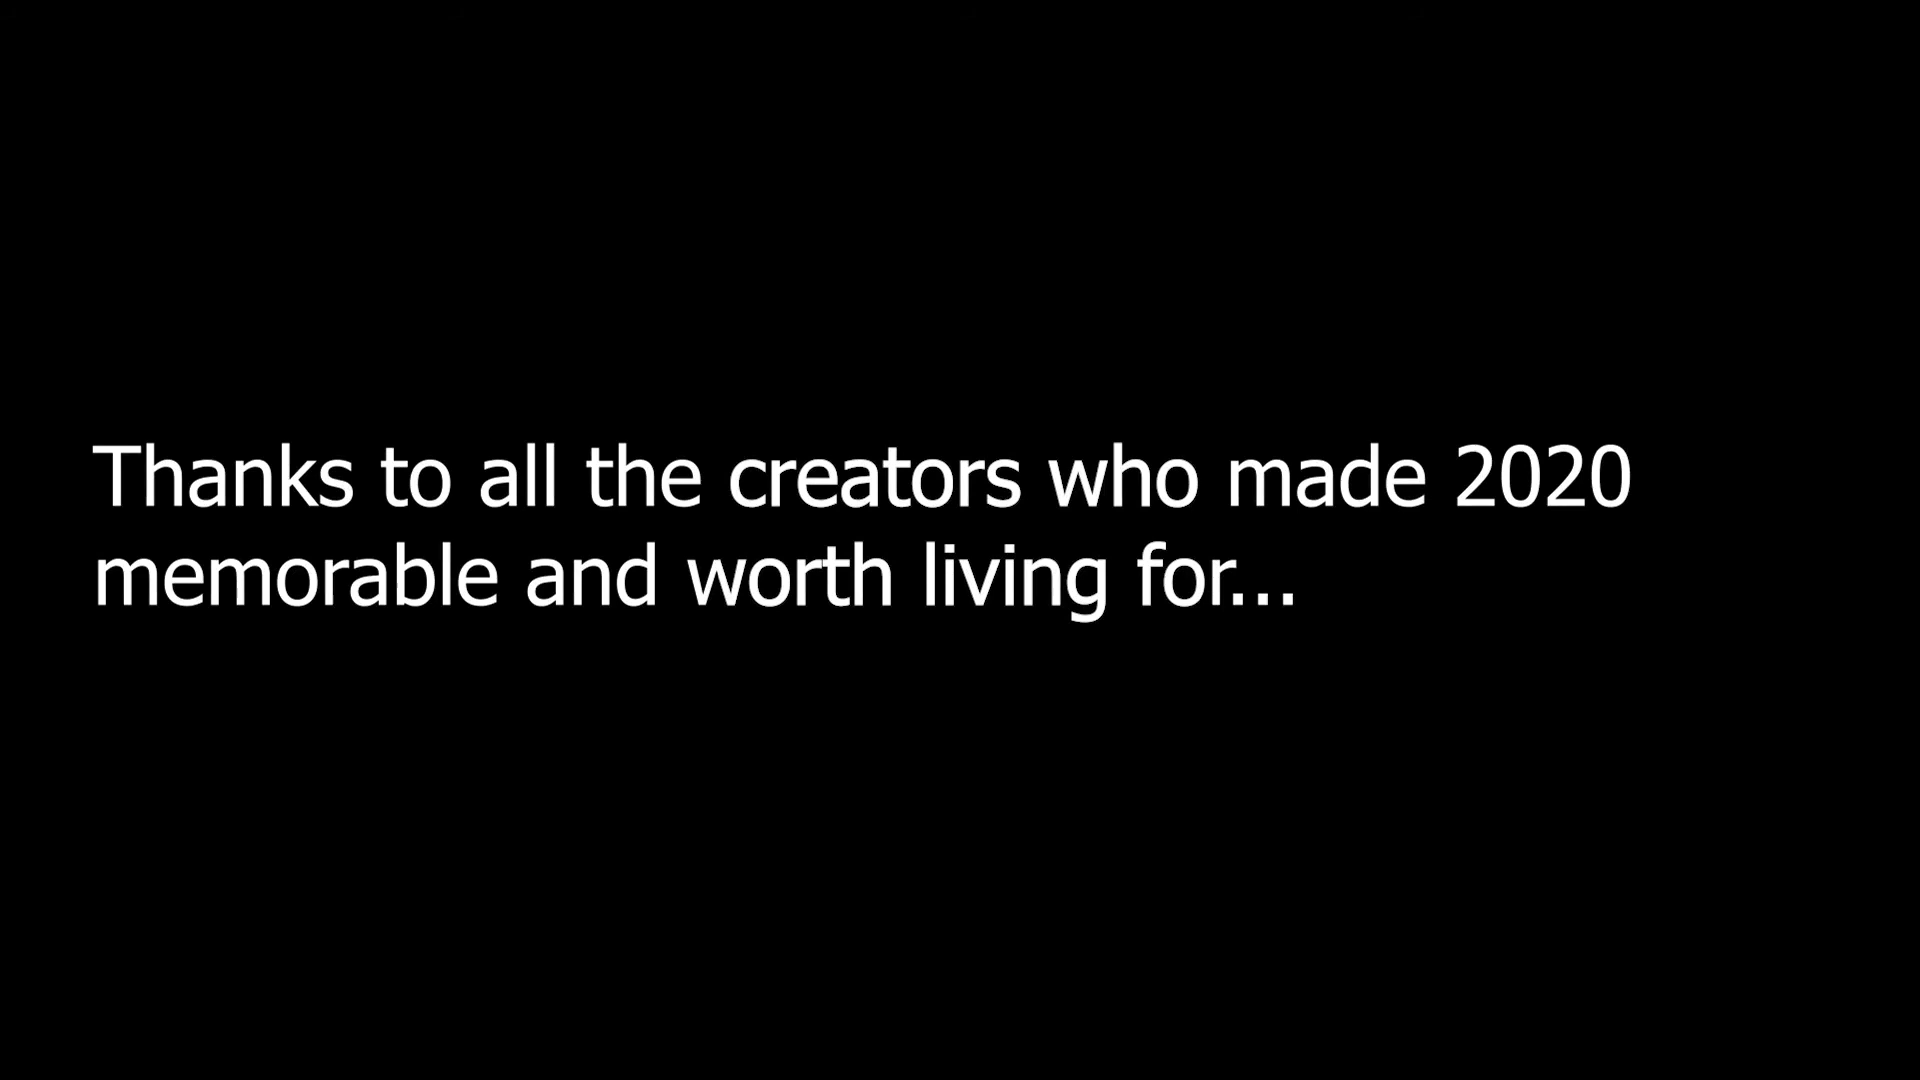 Thanks to all the creators who made 2020
memorable and worth living for...